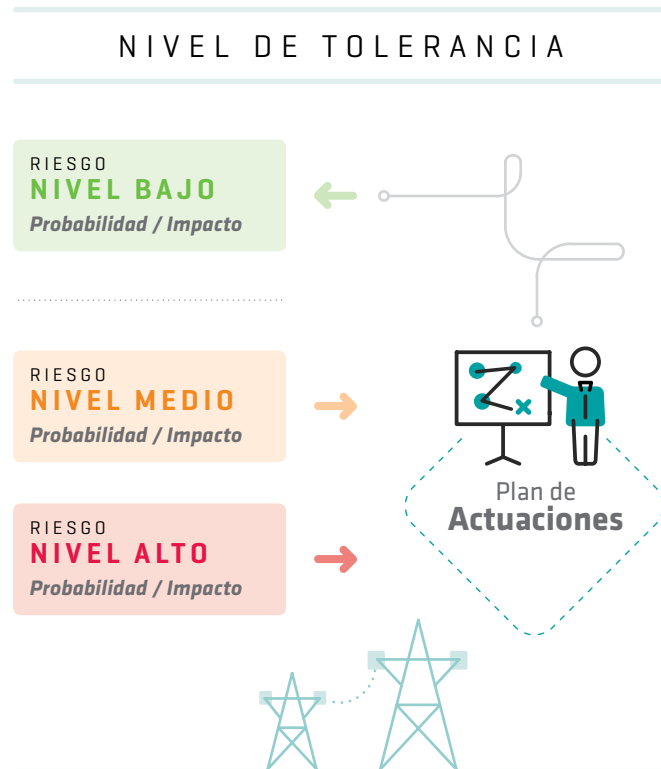 NIVEL DE TOLERANCIA
RIESGO
NIVEL BAJO
Probabilidad / Impacto
RIESGO
NIVEL MEDIO
Probabilidad / Impacto
RIESGO
NIVEL ALTO
Probabilidad / Impacto
Plan de
Actuaciones